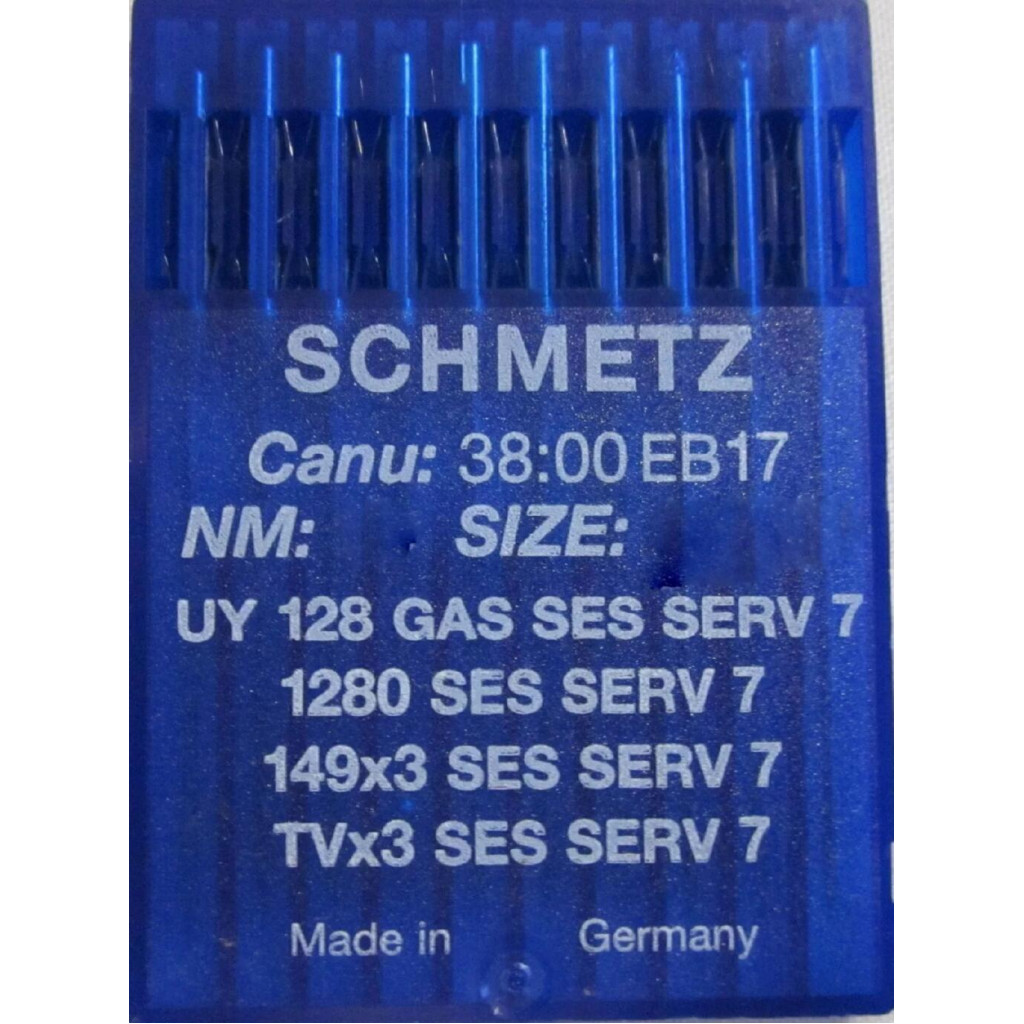 SCHMETZ
Canu: 38:00 EB17
NM: SIZE:
UY 128 GAS SES SERV 7
1280 SES SERV 7
149x3 SES SERV 7
TVx3 SES SERV 7
Made in Germany